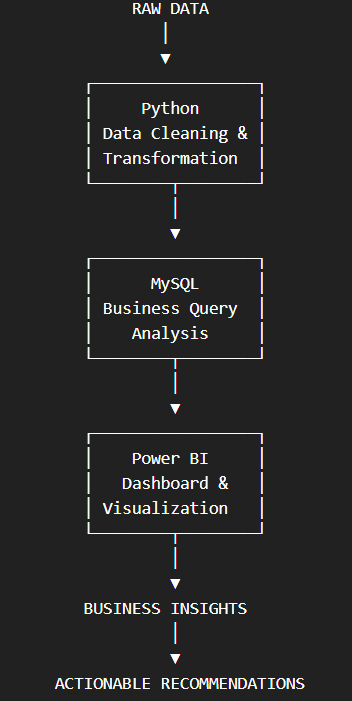 RAW DATA
Python
Data Cleaning &
Transformation
MySQL
Business Query
Analysis
Power BI
Dashboard &
Visualization
BUSINESS INSIGHTS
ACTIONABLE RECOMMENDATIONS